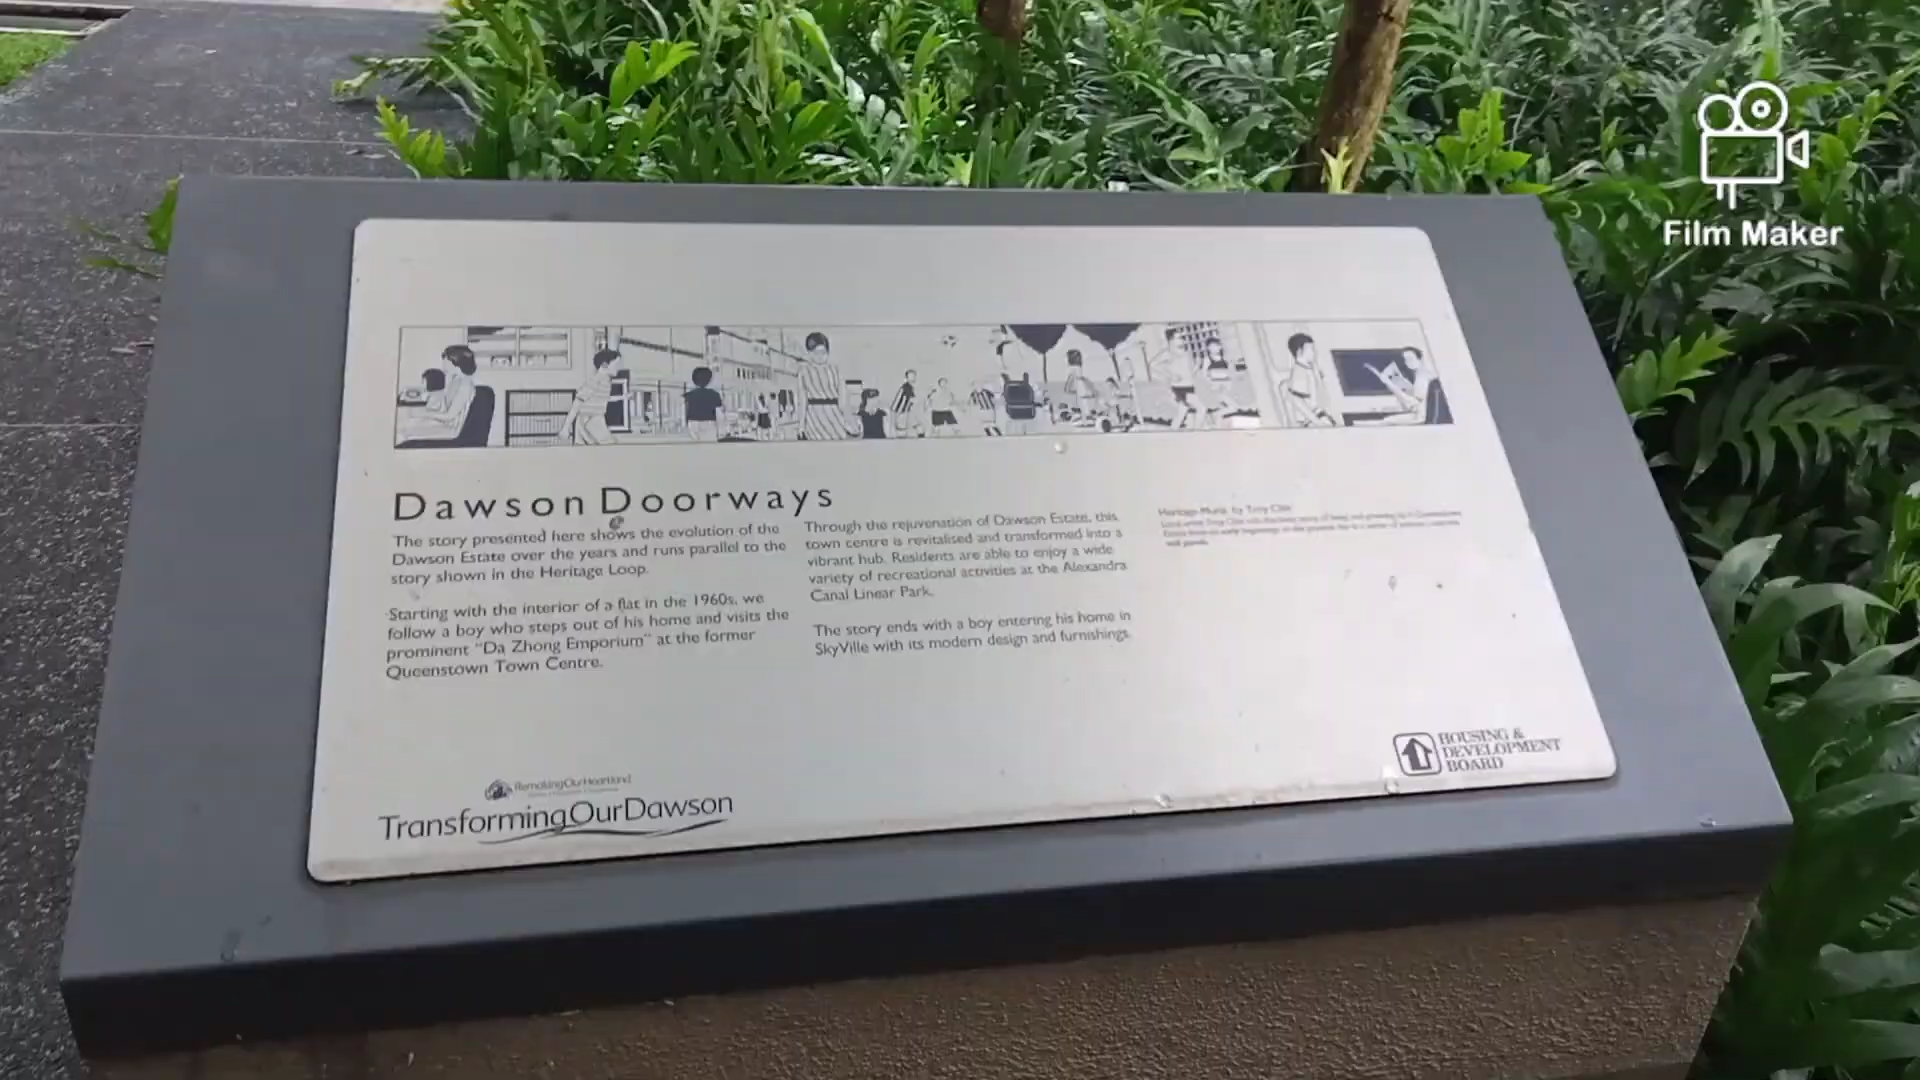 Film Maker
Dawson Doorways
The story presented here shows the evolution of the
Dawson Estate over the years and runs parallel to the
story shown in the Heritage Loop.
Starting with the interior of a flat in the 1960s, we
follow a boy who steps out of his home and visits the
prominent "Da Zhong Emporium" at the former
Queenstown Town Centre.
Through the rejuvenation of Dawson Estate, this
town centre is revitalised and transformed into a
vibrant hub. Residents are able to enjoy a wide
variety of recreational activities at the Alexandra
Canal Linear Park.
The story ends with a boy entering his home in
SkyVille with its modern design and furnishings.
Heritage Mural by Tony
RemakingOurHeartland
TransformingOurDawson
HOUSING &
DEVELOPMENT
BOARD